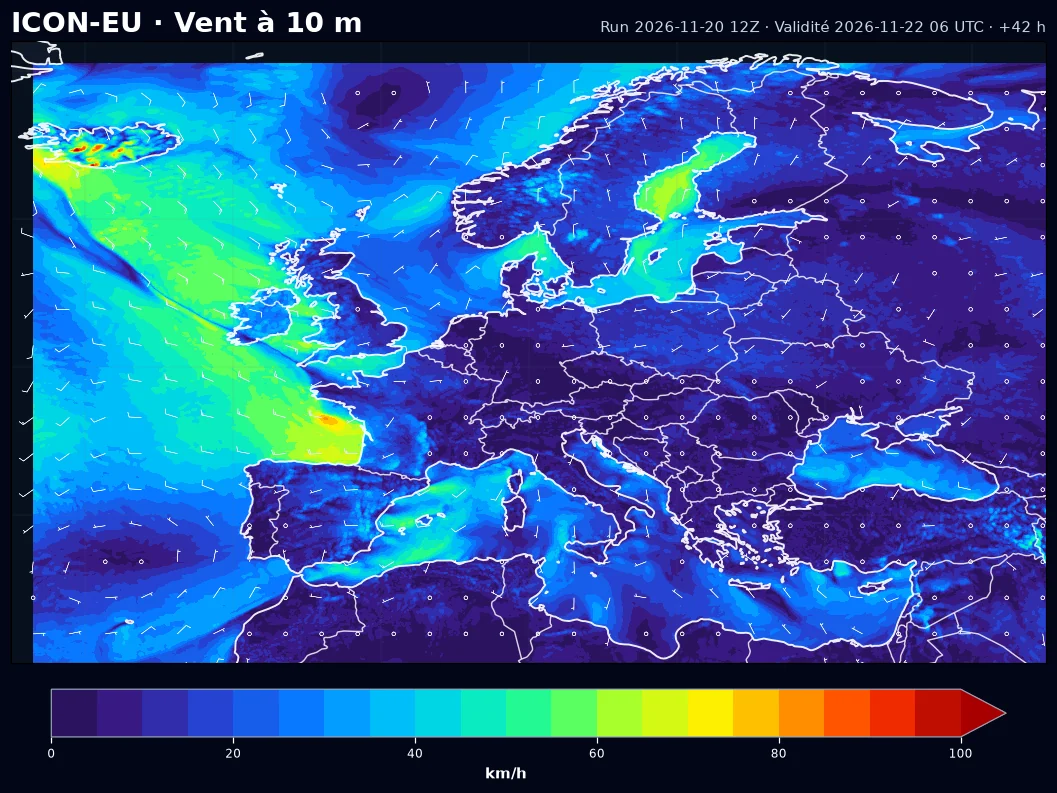 ICON-EU · Vent à 10 m
Run 2026-11-20 12Z · Validité 2026-11-22 06 UTC · +42 h
0 20 40 60 80 100
km/h